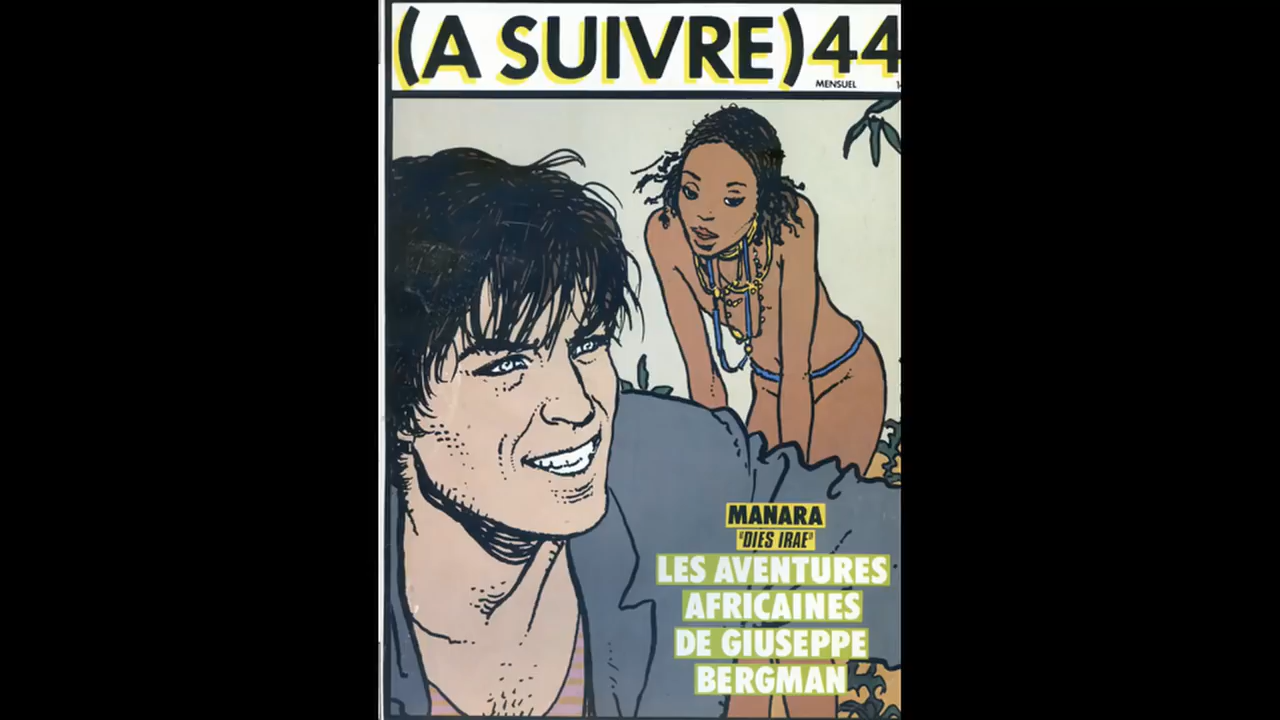 (A SUIVRE) 44
MENSUEL
MANARA
"DIES IRAE"
LES AVENTURES
AFRICAINES
DE GIUSEPPE
BERGMAN